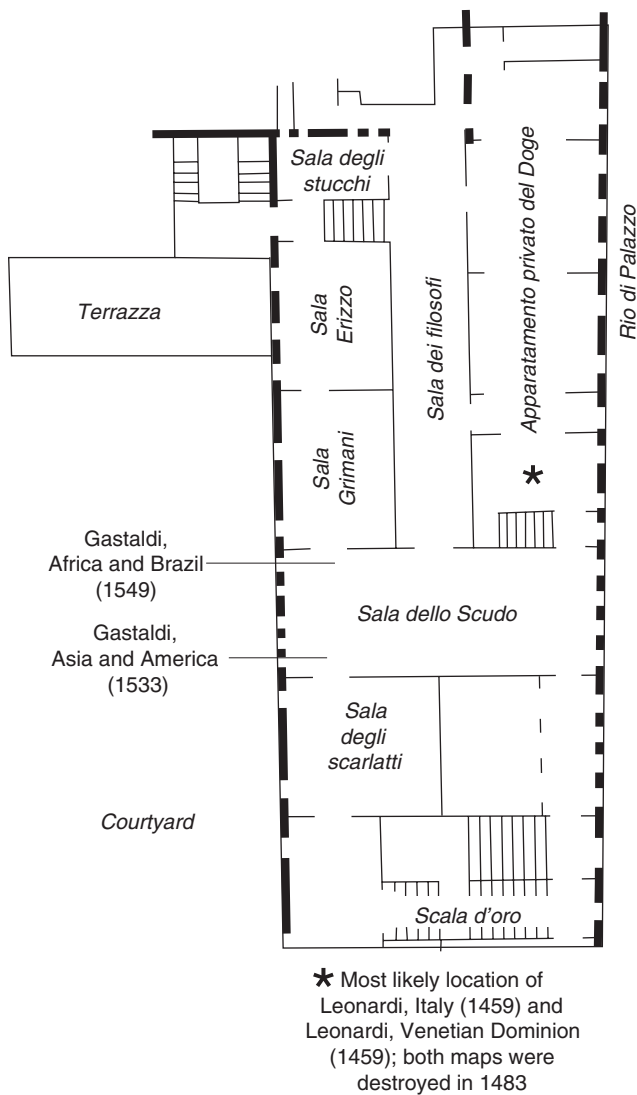 Sala degli
stucchi
Terrazza
Sala
Erizzo
Sala dei filosofi
Apparatamento privato del Doge
Rio di Palazzo
Sala
Grimani
*
Gastaldi,
Africa and Brazil
(1549)
Sala dello Scudo
Gastaldi,
Asia and America
(1533)
Sala
degli
scarlatti
Courtyard
Scala d'oro
* Most likely location of
Leonardi, Italy (1459) and
Leonardi, Venetian Dominion
(1459); both maps were
destroyed in 1483